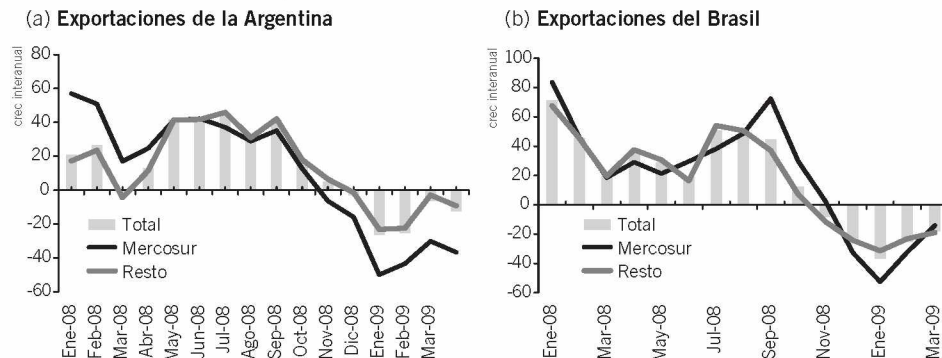 (a) Exportaciones de la Argentina
crec interanual
80
60
40
20
0
-20
-40
-60
Total
Mercosur
Resto
Ene-08
Feb-08
Mar-08
Abr-08
May-08
Jun-08
Jul-08
Ago-08
Sep-08
Oct-08
Nov-08
Dic-08
Ene-09
Feb-09
Mar-09
(b) Exportaciones del Brasil
crec interanual
100
80
60
40
20
0
-20
-40
-60
Total
Mercosur
Resto
Ene-08
Mar-08
May-08
Jul-08
Sep-08
Nov-08
Ene-09
Mar-09